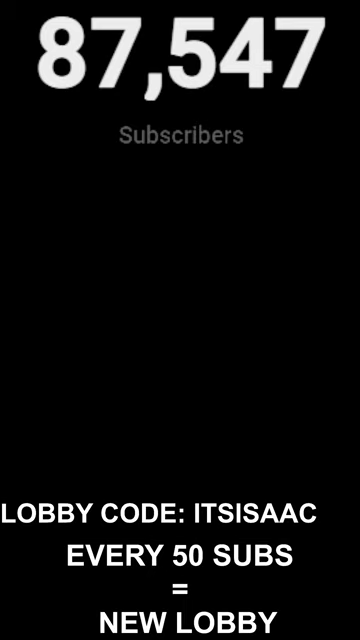 87,547
Subscribers
LOBBY CODE: ITSISAAC
EVERY 50 SUBS
=
NEW LOBBY